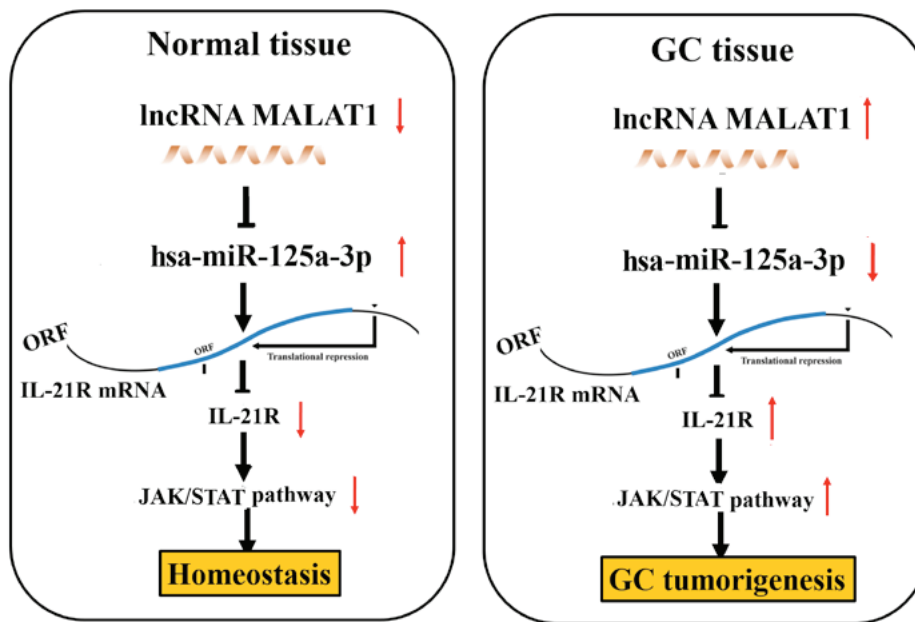 Normal tissue
lncRNA MALAT1
hsa-miR-125a-3p
ORF
ORF
Translational repression
IL-21R mRNA
IL-21R
JAK/STAT pathway
Homeostasis
GC tissue
lncRNA MALAT1
hsa-miR-125a-3p
ORF
ORF
Translational repression
IL-21R mRNA
IL-21R
JAK/STAT pathway
GC tumorigenesis